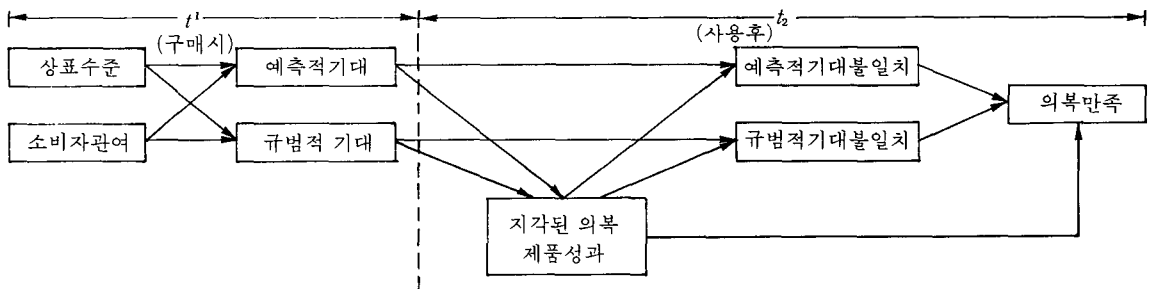 t¹
t₂
(구매시)
(사용후)
상표수준
예측적기대
예측적기대불일치
의복만족
소비자관여
규범적 기대
규범적기대불일치
지각된 의복
제품성과